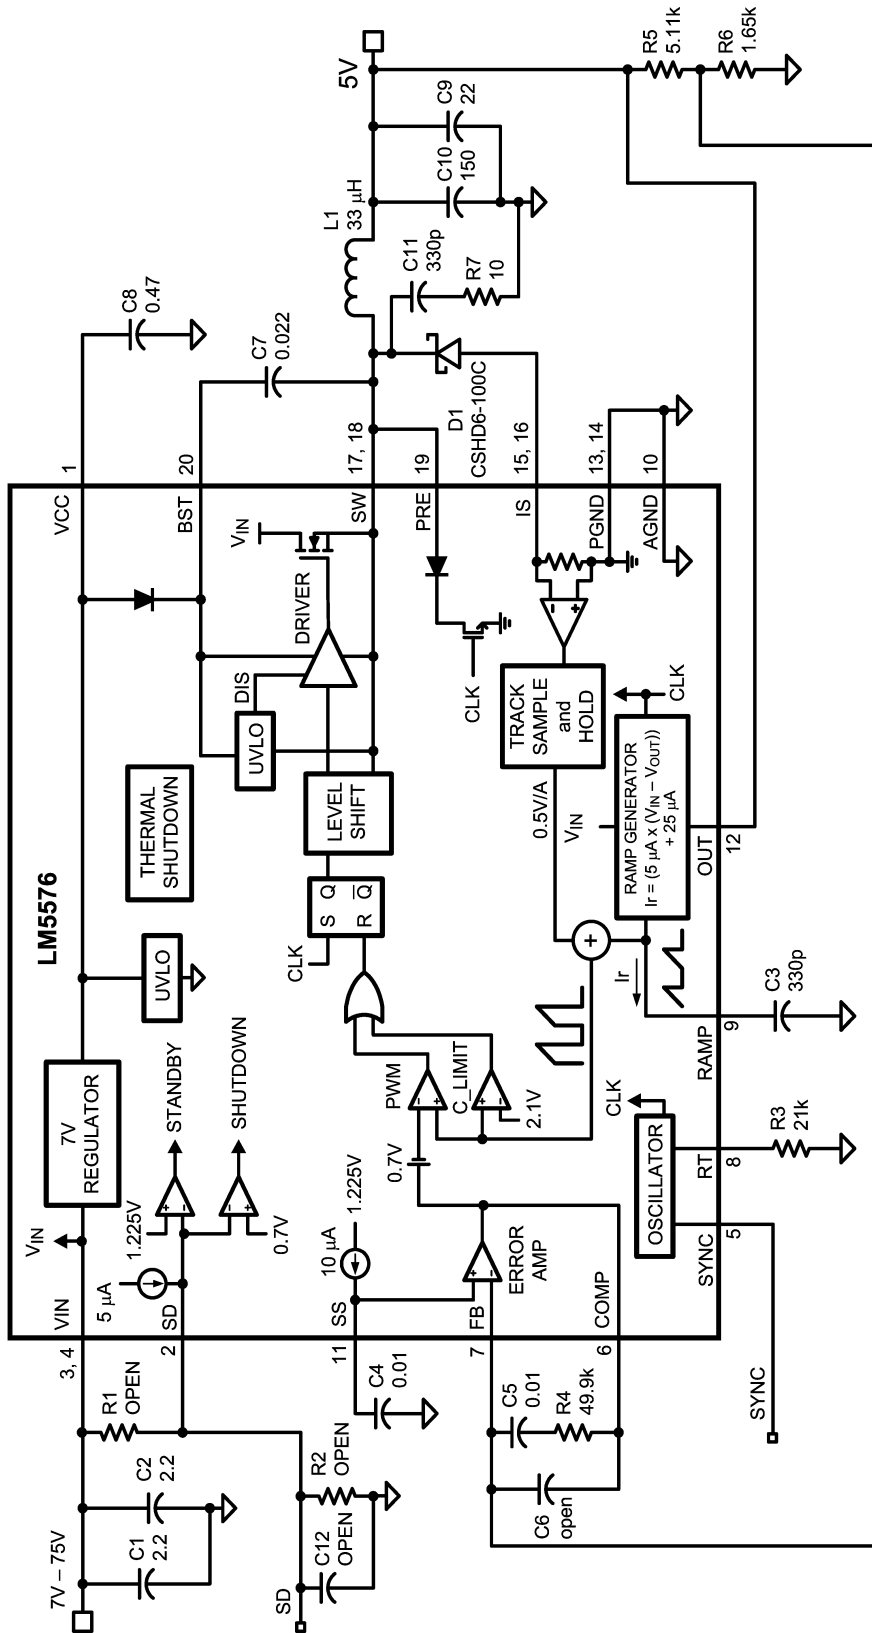 7V – 75V
C1
2.2
C2
2.2
R1
OPEN
SD
C12
OPEN
R2
OPEN
C4
0.01
C6
open
C5
0.01
R4
49.9k
SYNC
3, 4
VIN
2
SD
11
SS
7
FB
6
COMP
5
SYNC
8
RT
9
RAMP
12
OUT
LM5576
VIN
7V
REGULATOR
5 µA
1.225V
STANDBY
0.7V
SHUTDOWN
UVLO
THERMAL
SHUTDOWN
10 µA
1.225V
ERROR
AMP
0.7V
PWM
C_LIMIT
2.1V
CLK
S Q
R Q̅
LEVEL
SHIFT
UVLO
DIS
DRIVER
VIN
CLK
TRACK
SAMPLE
and
HOLD
0.5V/A
VIN
RAMP GENERATOR
Ir = (5 µA x (VIN – VOUT))
+ 25 µA
CLK
Ir
+
OSCILLATOR
CLK
R3
21k
C3
330p
VCC
1
BST
20
SW
17, 18
PRE
19
IS
15, 16
PGND
13, 14
AGND
10
C8
0.47
C7
0.022
L1
33 µH
D1
CSHD6-100C
C11
330p
R7
10
C10
150
C9
22
5V
R5
5.11k
R6
1.65k